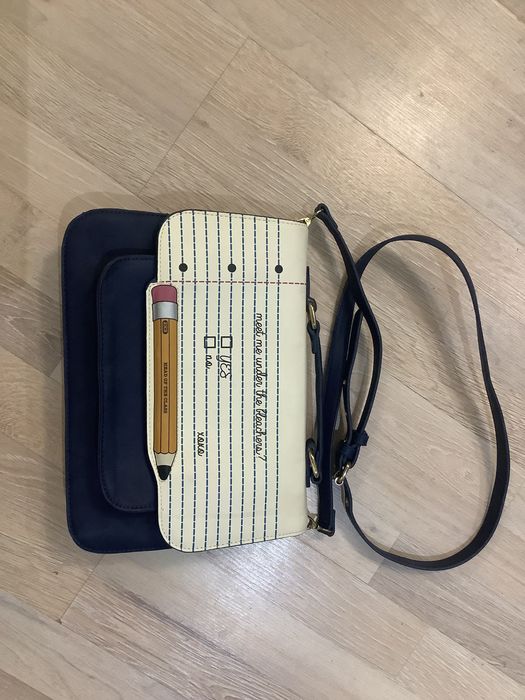 meet me under the bleachers?
YES
no
xoxo
HEAD OF THE CLASS